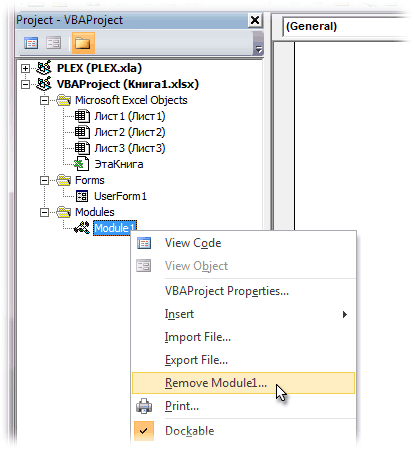 Project - VBAProject
(General)
PLEX (PLEX.xla)
VBAProject (Книга1.xlsx)
Microsoft Excel Objects
Лист1 (Лист1)
Лист2 (Лист2)
Лист3 (Лист3)
ЭтаКнига
Forms
UserForm1
Modules
Module1
View Code
View Object
VBAProject Properties...
Insert
Import File...
Export File...
Remove Module1...
Print...
Dockable